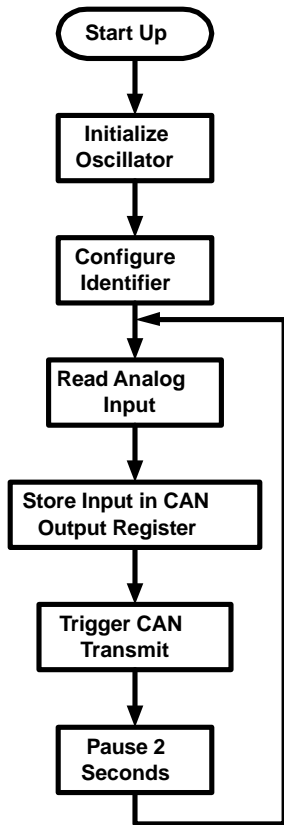 Start Up
Initialize
Oscillator
Configure
Identifier
Read Analog
Input
Store Input in CAN
Output Register
Trigger CAN
Transmit
Pause 2
Seconds